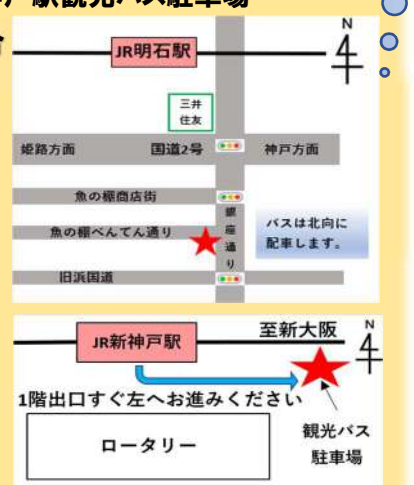 戸駅観光バス駐車場
合
N
JR明石駅
三井
住友
姫路方面
国道2号
神戸方面
魚の棚商店街
銀座通り
魚の棚べんてん通り
バスは北向に
配車します。
旧浜国道
至新大阪
N
JR新神戸駅
1階出口すぐ左へお進みください
ロータリー
観光バス
駐車場